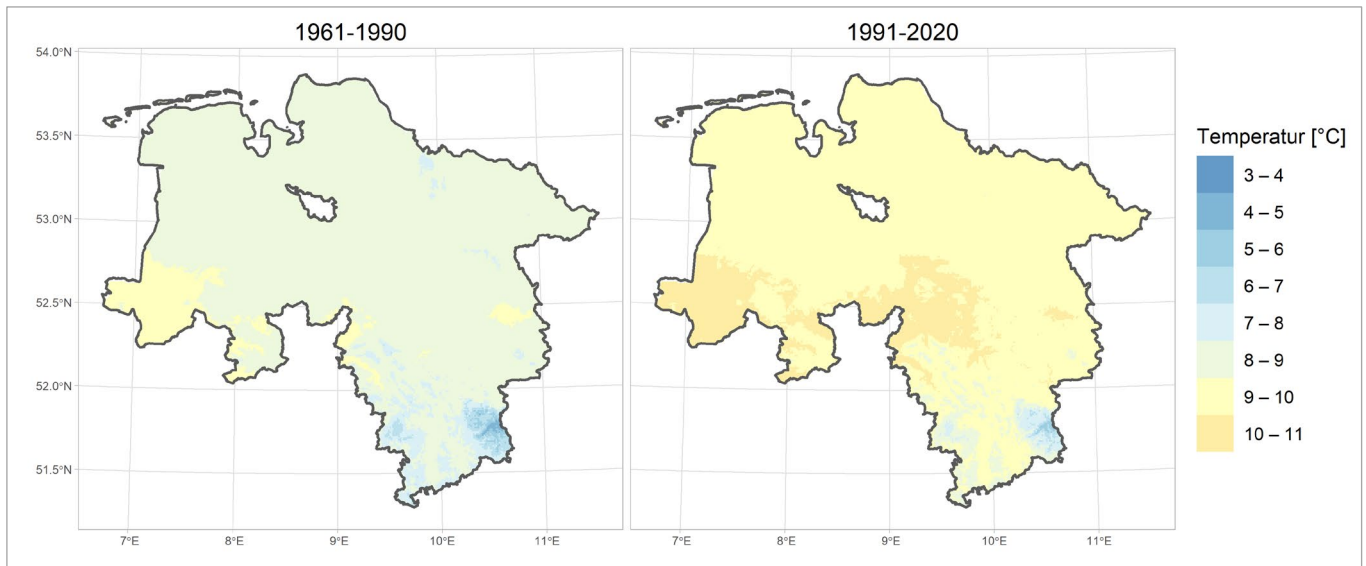 1961-1990
1991-2020
54.0°N
53.5°N
53.0°N
52.5°N
52.0°N
51.5°N
7°E 8°E 9°E 10°E 11°E
7°E 8°E 9°E 10°E 11°E
Temperatur [°C]
3 – 4
4 – 5
5 – 6
6 – 7
7 – 8
8 – 9
9 – 10
10 – 11